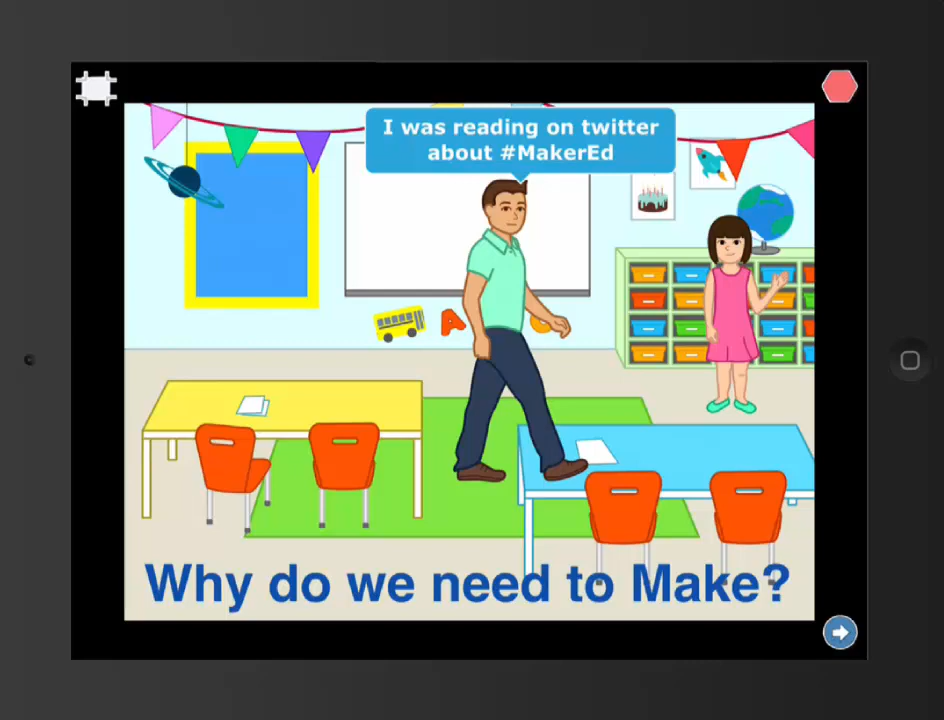 I was reading on twitter
about #MakerEd
A
Why do we need to Make?